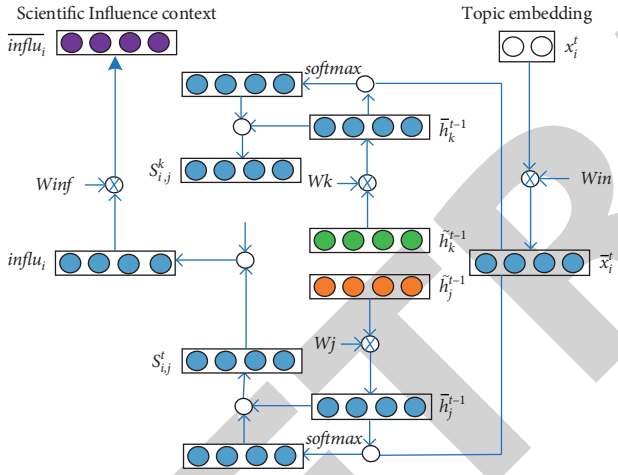 Scientific Influence context
Topic embedding
influ_i
x_i^t
softmax
h̄_k^{t-1}
S_{i,j}^k
Winf
Wk
Win
h̃_k^{t-1}
influ_i
x̄_i^t
h̃_j^{t-1}
Wj
S_{i,j}^t
h̄_j^{t-1}
softmax